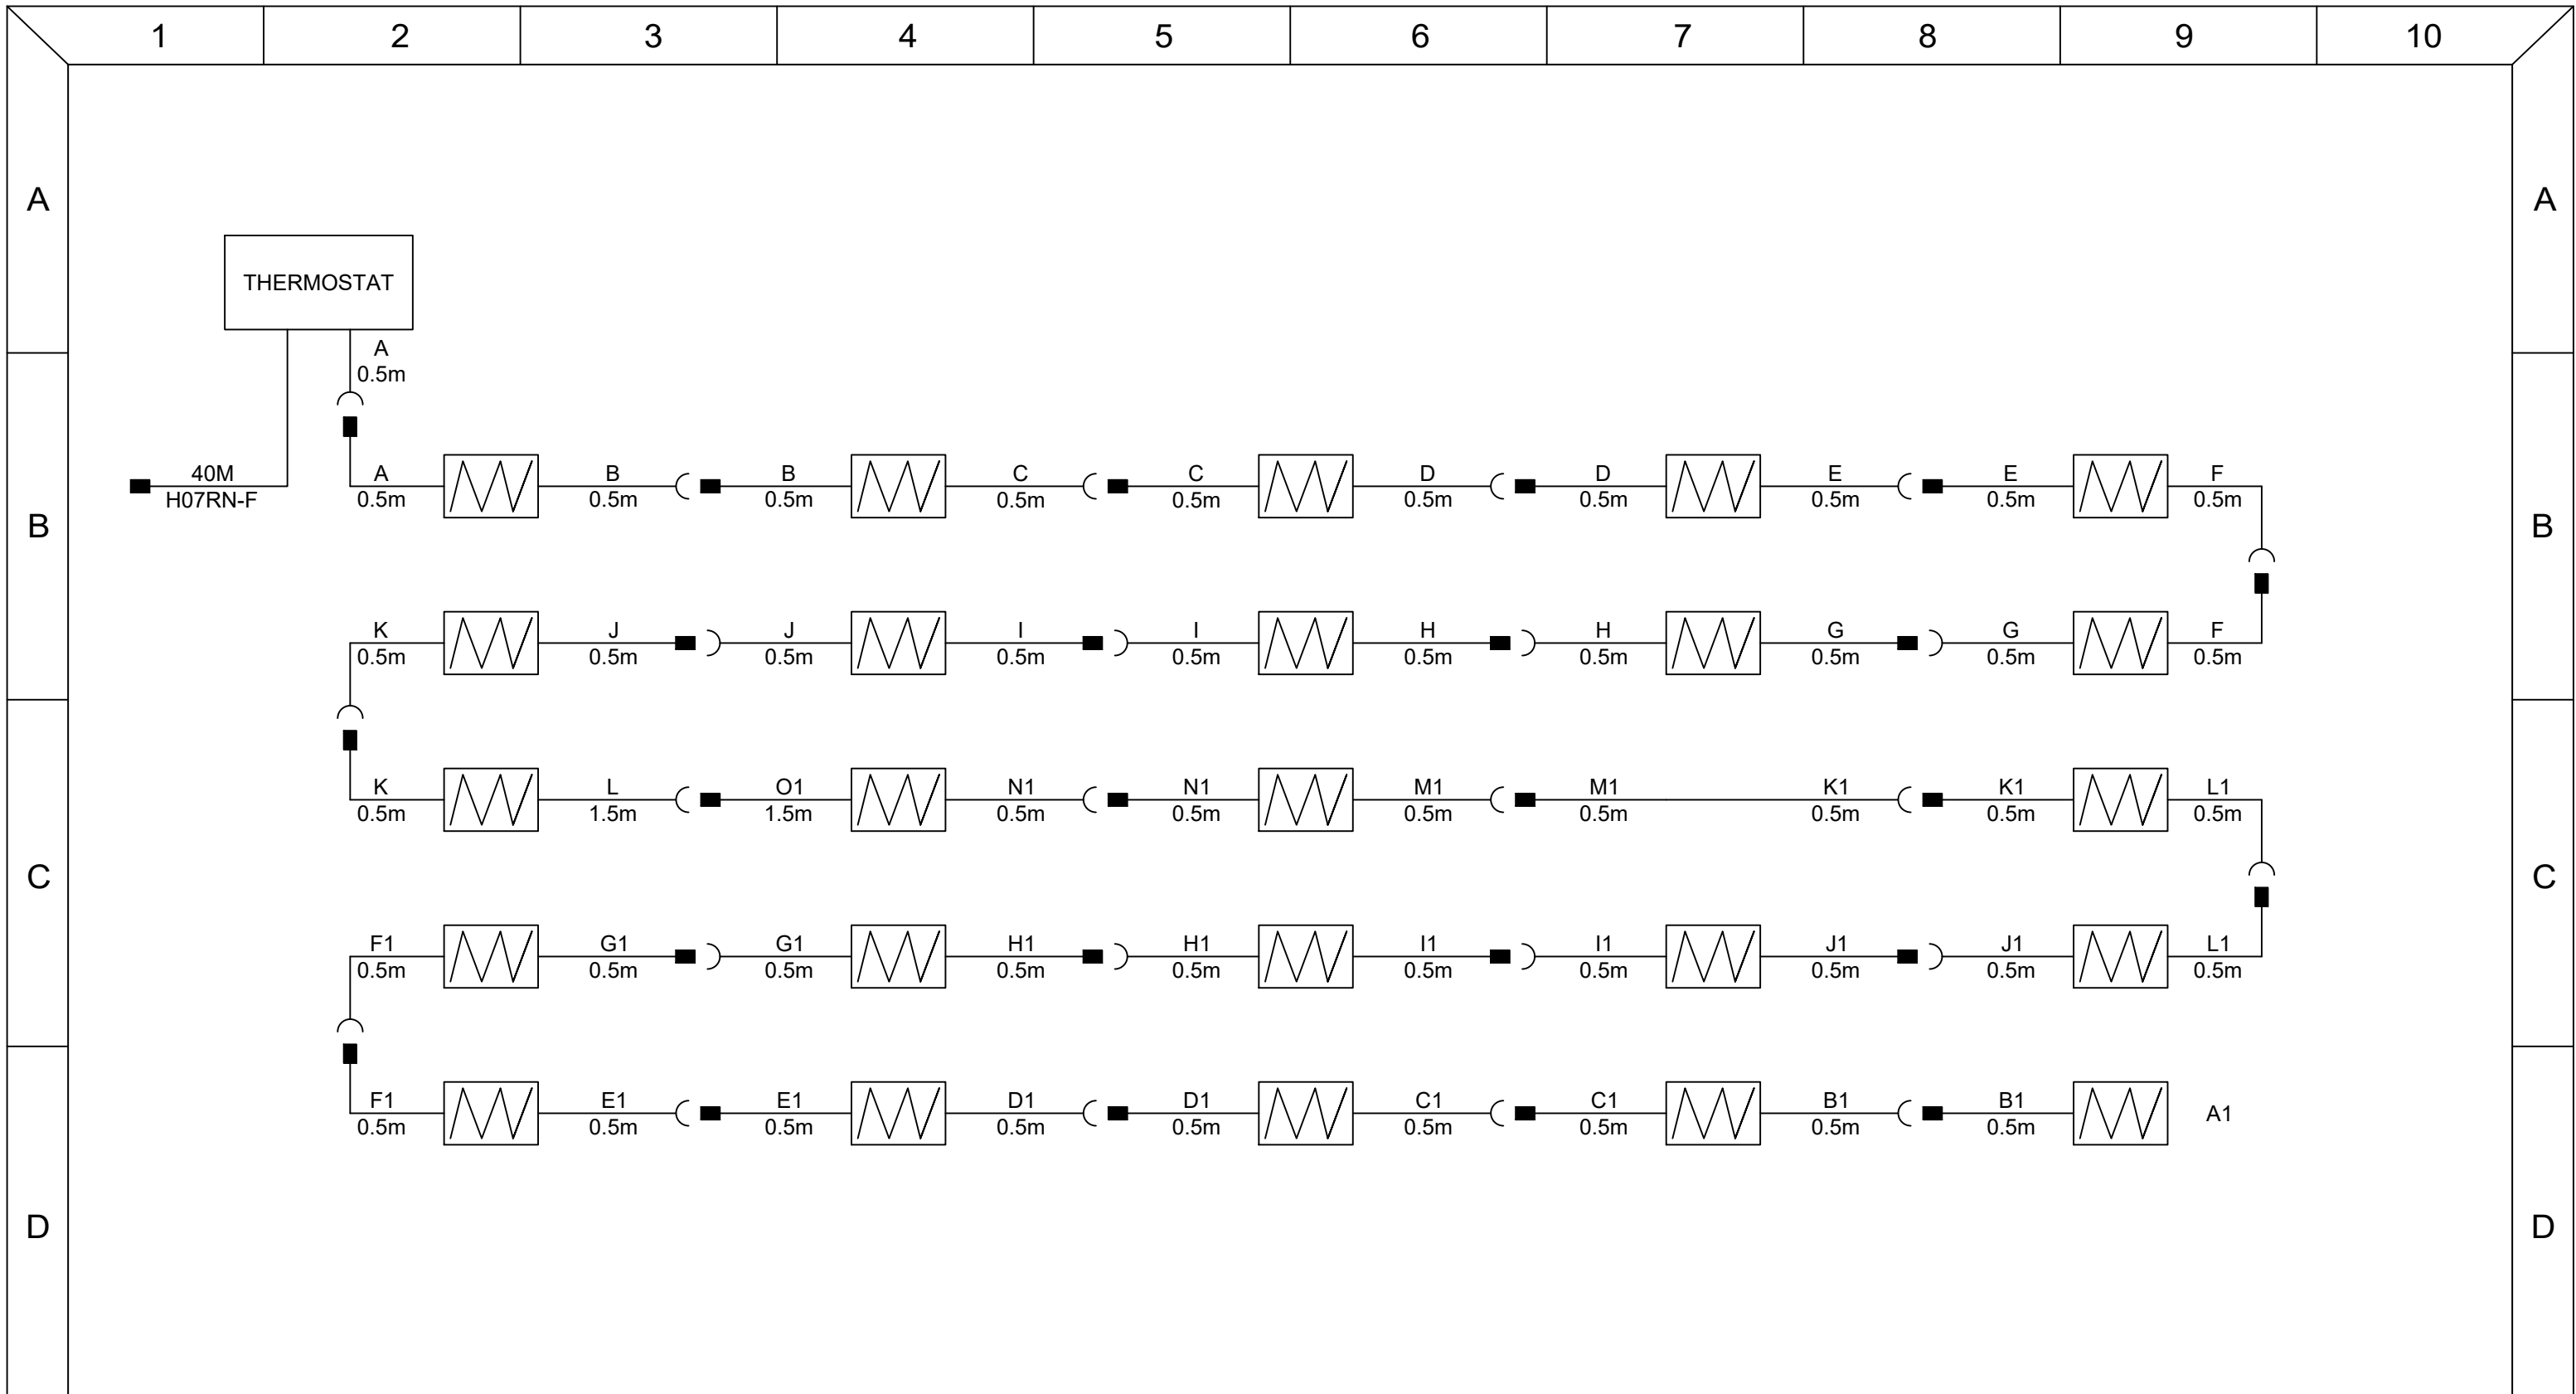 1 2 3 4 5 6 7 8 9 10
A A
THERMOSTAT
A
0.5m
40M A B B C C D D E E F
H07RN-F 0.5m 0.5m 0.5m 0.5m 0.5m 0.5m 0.5m 0.5m 0.5m 0.5m
B B
K J J I I H H G G F
0.5m 0.5m 0.5m 0.5m 0.5m 0.5m 0.5m 0.5m 0.5m 0.5m
K L O1 N1 N1 M1 M1 K1 K1 L1
0.5m 1.5m 1.5m 0.5m 0.5m 0.5m 0.5m 0.5m 0.5m 0.5m
C C
F1 G1 G1 H1 H1 I1 I1 J1 J1 L1
0.5m 0.5m 0.5m 0.5m 0.5m 0.5m 0.5m 0.5m 0.5m 0.5m
F1 E1 E1 D1 D1 C1 C1 B1 B1 A1
0.5m 0.5m 0.5m 0.5m 0.5m 0.5m 0.5m 0.5m 0.5m
D D